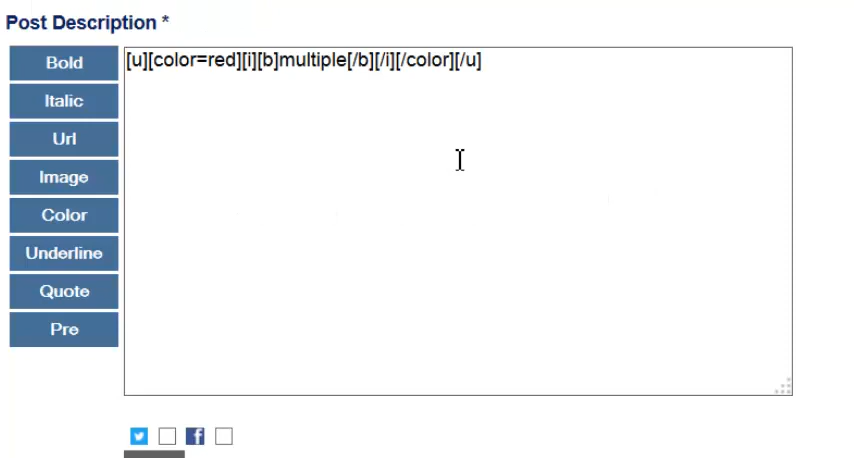 Post Description *
Bold
[u][color=red][i][b]multiple[/b][/i][/color][/u]
Italic
Url
Image
Color
Underline
Quote
Pre